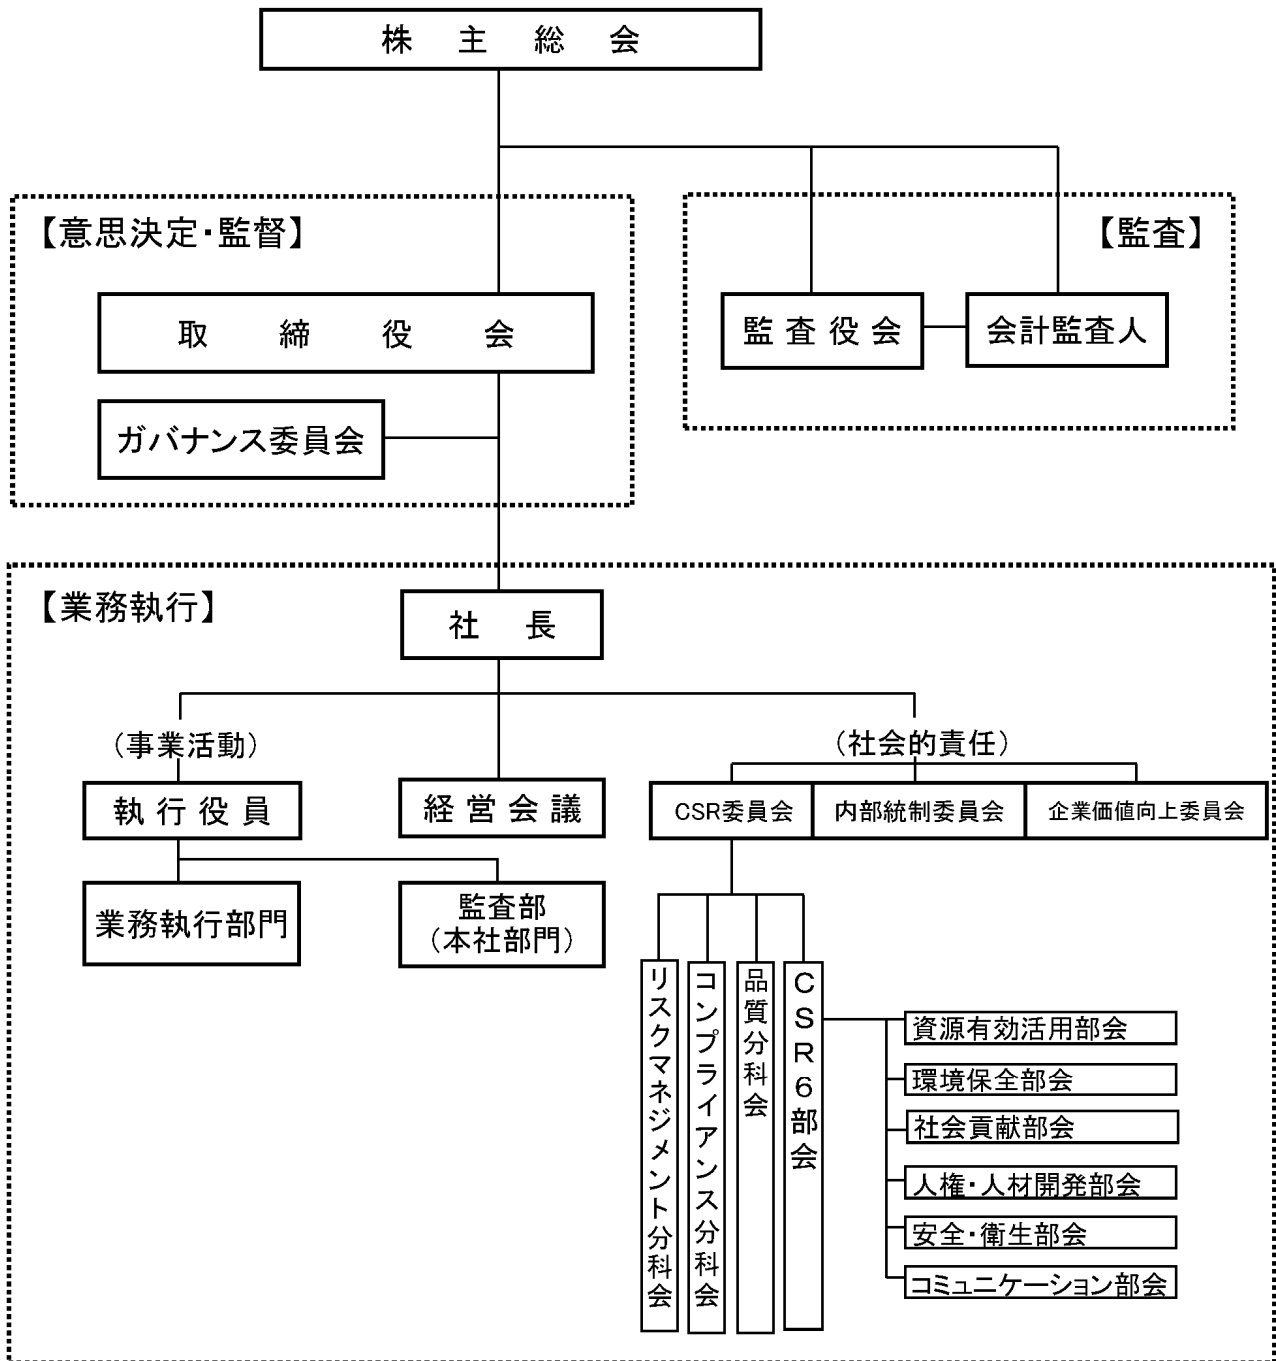 株主総会
【意思決定・監督】
【監査】
取締役会
監査役会
会計監査人
ガバナンス委員会
【業務執行】
社長
（事業活動）
（社会的責任）
執行役員
経営会議
CSR委員会
内部統制委員会
企業価値向上委員会
業務執行部門
監査部
（本社部門）
リスクマネジメント分科会
コンプライアンス分科会
品質分科会
CSR6部会
資源有効活用部会
環境保全部会
社会貢献部会
人権・人材開発部会
安全・衛生部会
コミュニケーション部会